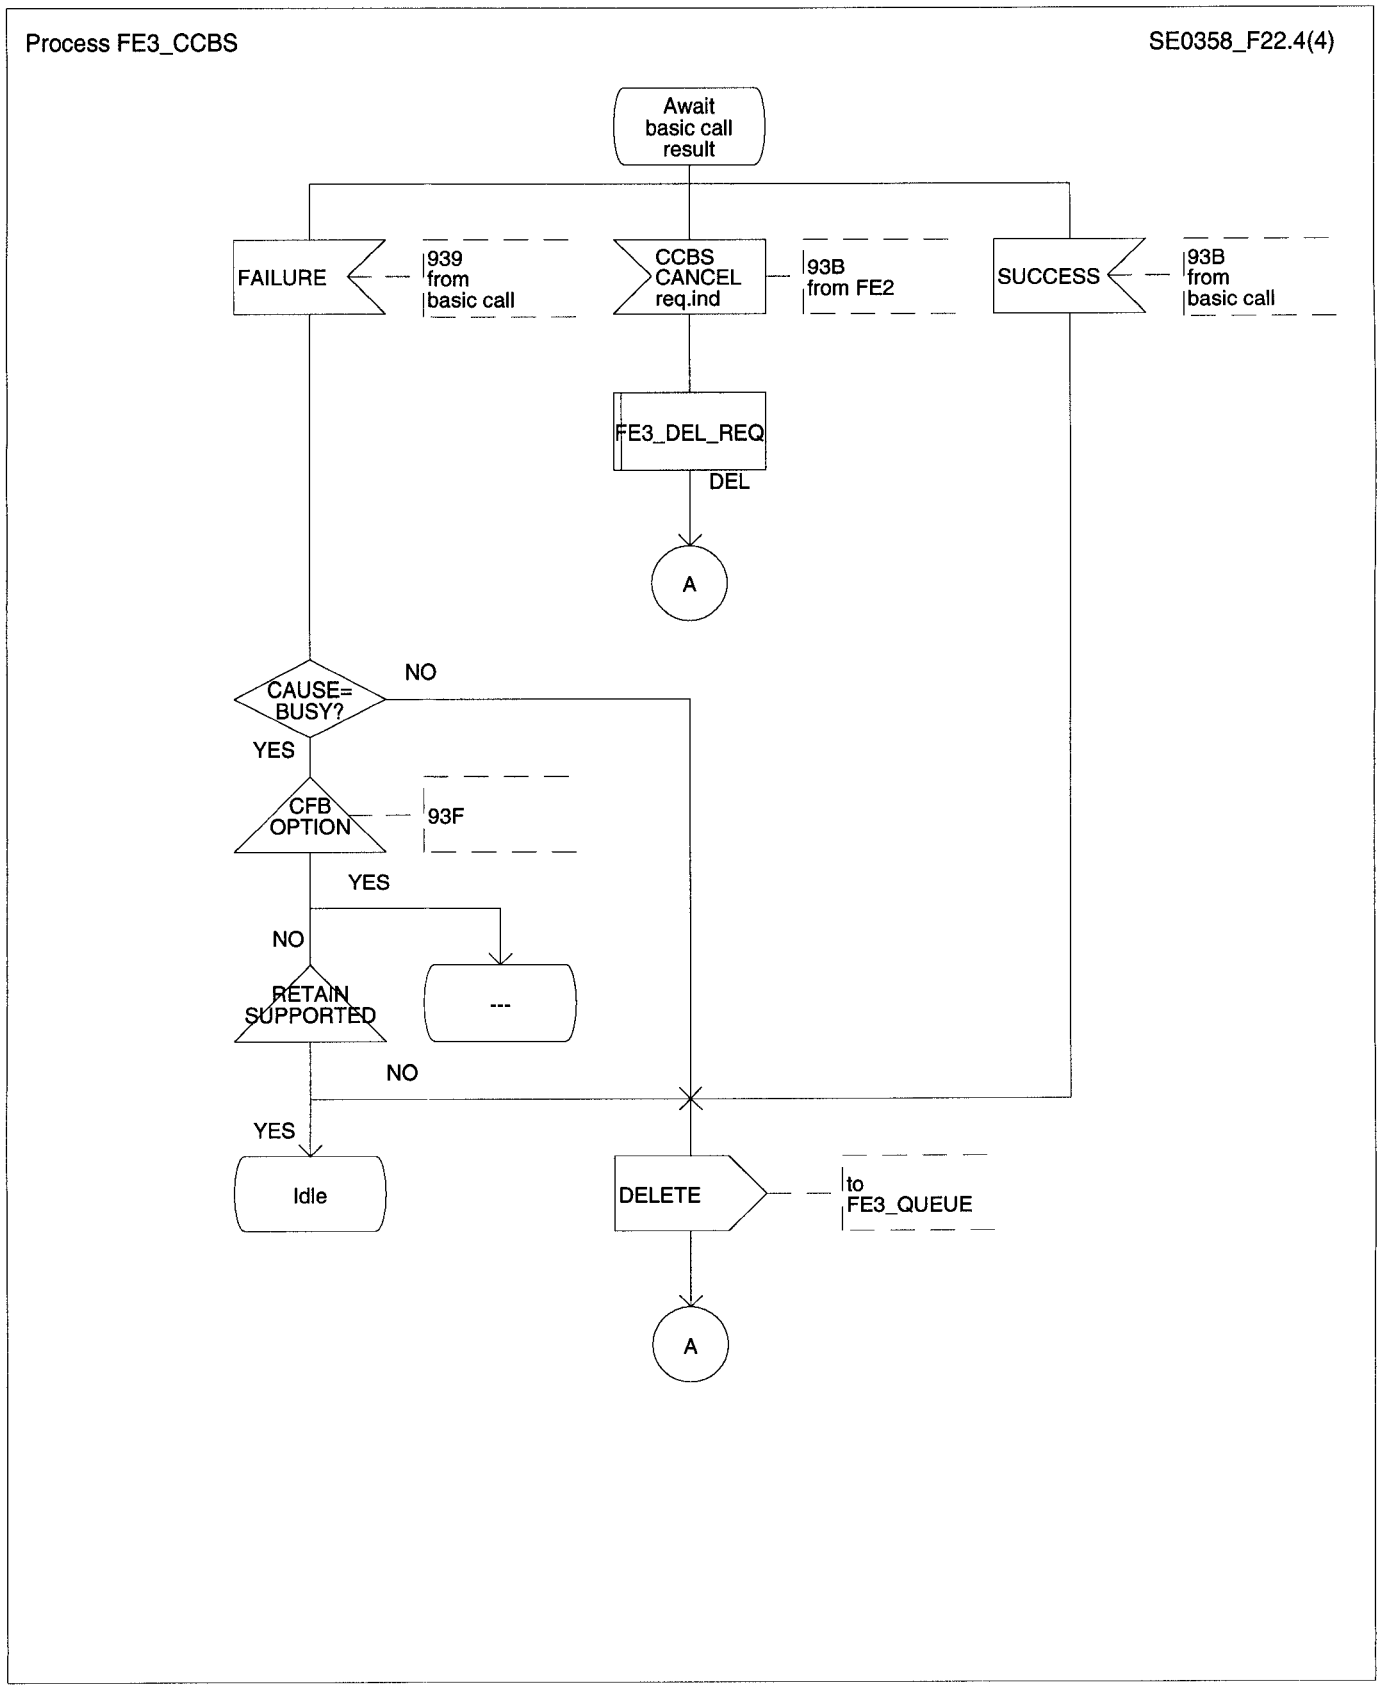 Process FE3_CCBS
SE0358_F22.4(4)
Await
basic call
result
FAILURE
939
from
basic call
CCBS
CANCEL
req.ind
93B
from FE2
SUCCESS
93B
from
basic call
FE3_DEL_REQ
DEL
A
CAUSE=
BUSY?
NO
YES
CFB
OPTION
93F
YES
NO
RETAIN
SUPPORTED
---
NO
YES
Idle
DELETE
to
FE3_QUEUE
A